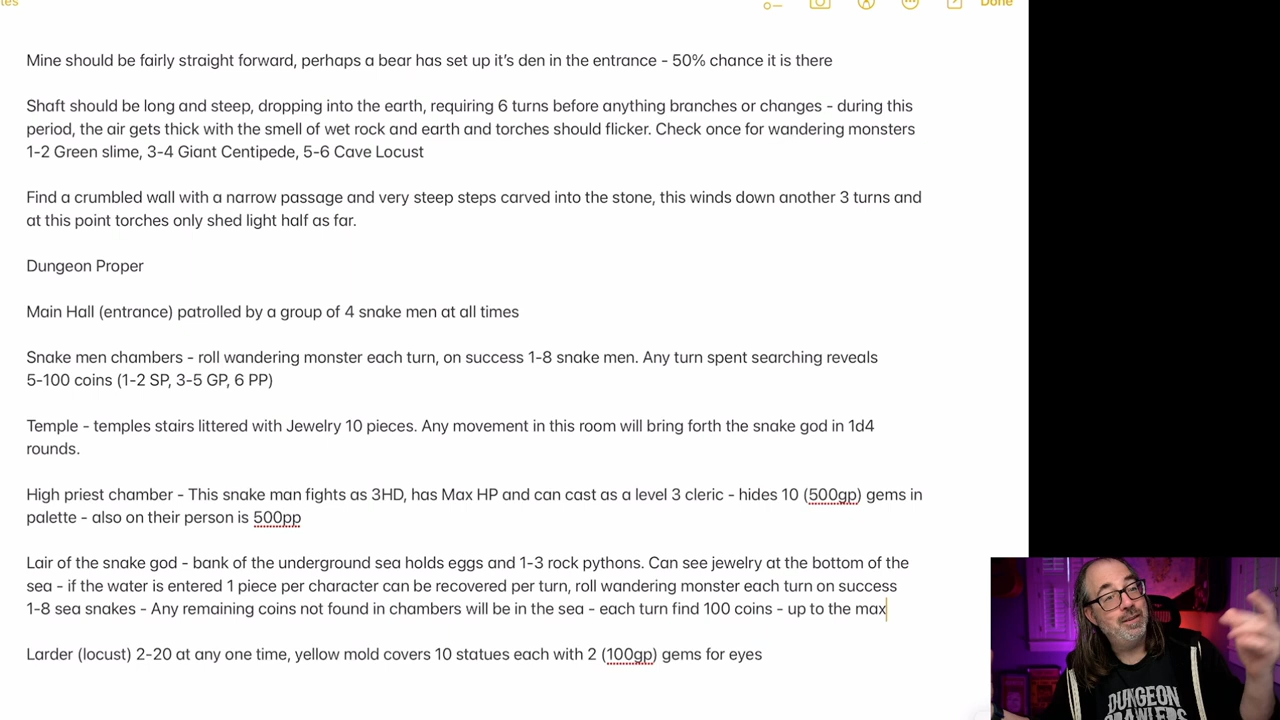 tes
Done
Mine should be fairly straight forward, perhaps a bear has set up it's den in the entrance - 50% chance it is there
Shaft should be long and steep, dropping into the earth, requiring 6 turns before anything branches or changes - during this
period, the air gets thick with the smell of wet rock and earth and torches should flicker. Check once for wandering monsters
1-2 Green slime, 3-4 Giant Centipede, 5-6 Cave Locust
Find a crumbled wall with a narrow passage and very steep steps carved into the stone, this winds down another 3 turns and
at this point torches only shed light half as far.
Dungeon Proper
Main Hall (entrance) patrolled by a group of 4 snake men at all times
Snake men chambers - roll wandering monster each turn, on success 1-8 snake men. Any turn spent searching reveals
5-100 coins (1-2 SP, 3-5 GP, 6 PP)
Temple - temples stairs littered with Jewelry 10 pieces. Any movement in this room will bring forth the snake god in 1d4
rounds.
High priest chamber - This snake man fights as 3HD, has Max HP and can cast as a level 3 cleric - hides 10 (500gp) gems in
palette - also on their person is 500pp
Lair of the snake god - bank of the underground sea holds eggs and 1-3 rock pythons. Can see jewelry at the bottom of the
sea - if the water is entered 1 piece per character can be recovered per turn, roll wandering monster each turn on success
1-8 sea snakes - Any remaining coins not found in chambers will be in the sea - each turn find 100 coins - up to the max
Larder (locust) 2-20 at any one time, yellow mold covers 10 statues each with 2 (100gp) gems for eyes
DUNGEON
CRAWLERS